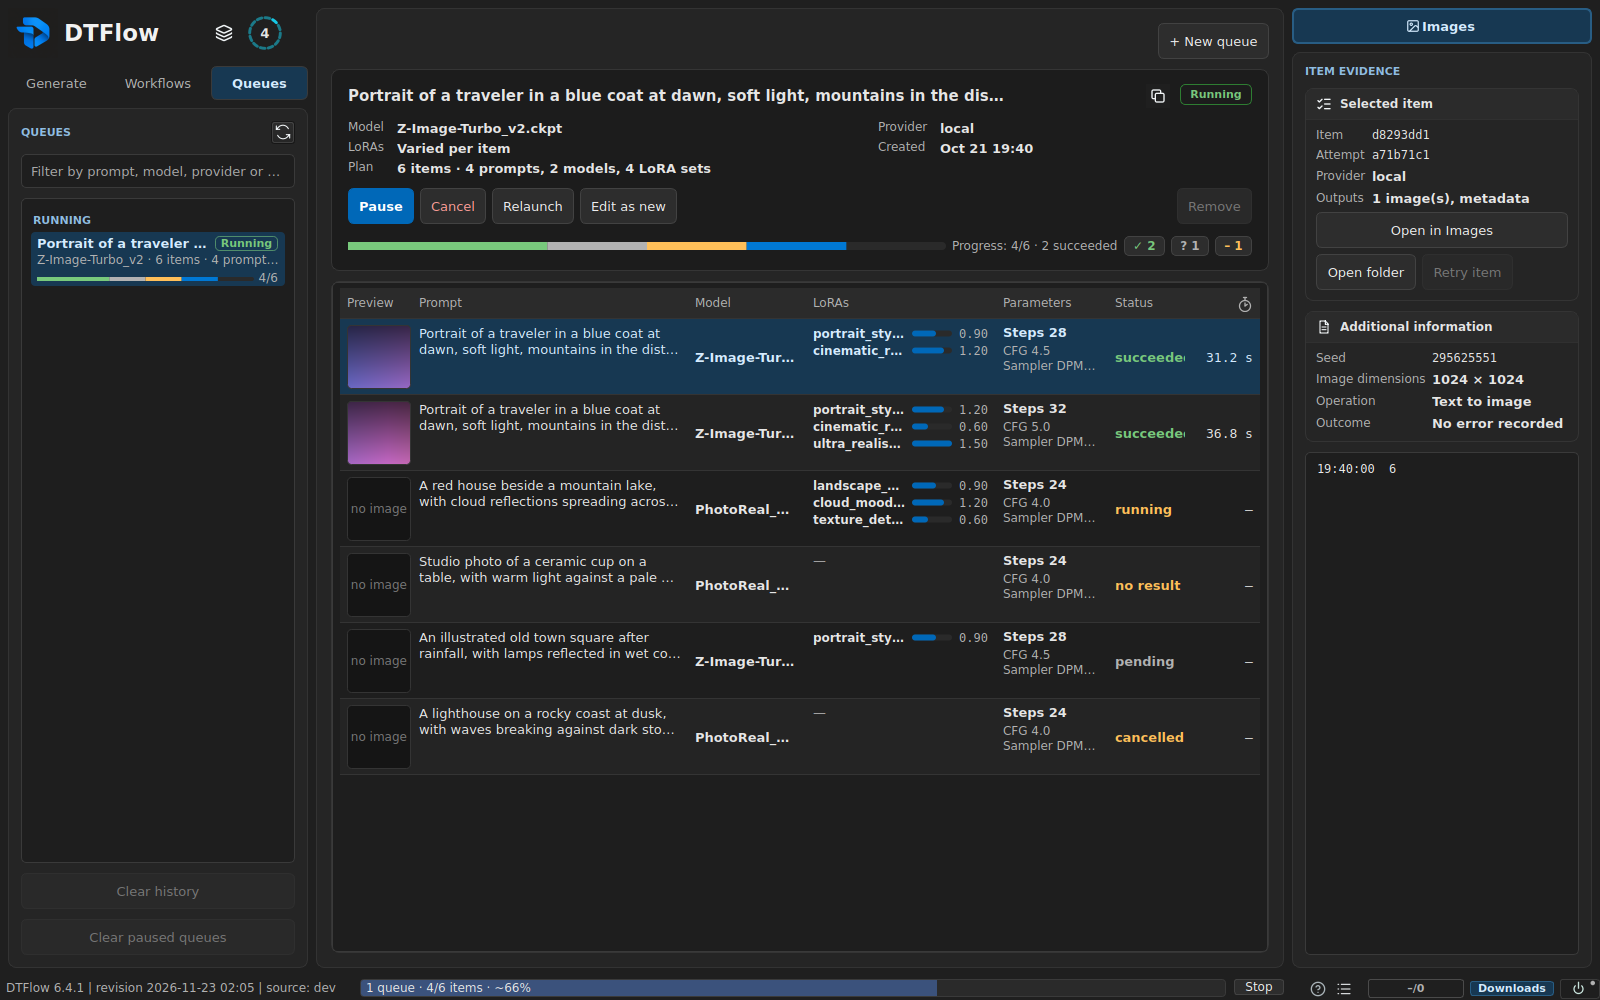 DTFlow
4
Generate
Workflows
Queues
QUEUES
Filter by prompt, model, provider or ...
RUNNING
Portrait of a traveler ...
Running
Z-Image-Turbo_v2 · 6 items · 4 prompt...
4/6
Clear history
Clear paused queues
+ New queue
Portrait of a traveler in a blue coat at dawn, soft light, mountains in the dis...
Running
Model Z-Image-Turbo_v2.ckpt
Provider local
LoRAs Varied per item
Created Oct 21 19:40
Plan 6 items · 4 prompts, 2 models, 4 LoRA sets
Pause
Cancel
Relaunch
Edit as new
Remove
Progress: 4/6 · 2 succeeded
✓ 2
? 1
– 1
Preview Prompt Model LoRAs Parameters Status
Portrait of a traveler in a blue coat at
dawn, soft light, mountains in the dist...
Z-Image-Tur...
portrait_sty... 0.90
cinematic_r... 1.20
Steps 28
CFG 4.5
Sampler DPM...
succeede
31.2 s
Portrait of a traveler in a blue coat at
dawn, soft light, mountains in the dist...
Z-Image-Tur...
portrait_sty... 1.20
cinematic_r... 0.60
ultra_realis... 1.50
Steps 32
CFG 5.0
Sampler DPM...
succeede
36.8 s
no image
A red house beside a mountain lake,
with cloud reflections spreading acros...
PhotoReal_...
landscape_... 0.90
cloud_mood... 1.20
texture_det... 0.60
Steps 24
CFG 4.0
Sampler DPM...
running
–
no image
Studio photo of a ceramic cup on a
table, with warm light against a pale ...
PhotoReal_...
—
Steps 24
CFG 4.0
Sampler DPM...
no result
–
no image
An illustrated old town square after
rainfall, with lamps reflected in wet co...
Z-Image-Tur...
portrait_sty... 0.90
Steps 28
CFG 4.5
Sampler DPM...
pending
–
no image
A lighthouse on a rocky coast at dusk,
with waves breaking against dark sto...
PhotoReal_...
—
Steps 24
CFG 4.0
Sampler DPM...
cancelled
–
Images
ITEM EVIDENCE
Selected item
Item d8293dd1
Attempt a71b71c1
Provider local
Outputs 1 image(s), metadata
Open in Images
Open folder
Retry item
Additional information
Seed 295625551
Image dimensions 1024 × 1024
Operation Text to image
Outcome No error recorded
19:40:00 6
DTFlow 6.4.1 | revision 2026-11-23 02:05 | source: dev
1 queue · 4/6 items · ~66%
Stop
–/0
Downloads